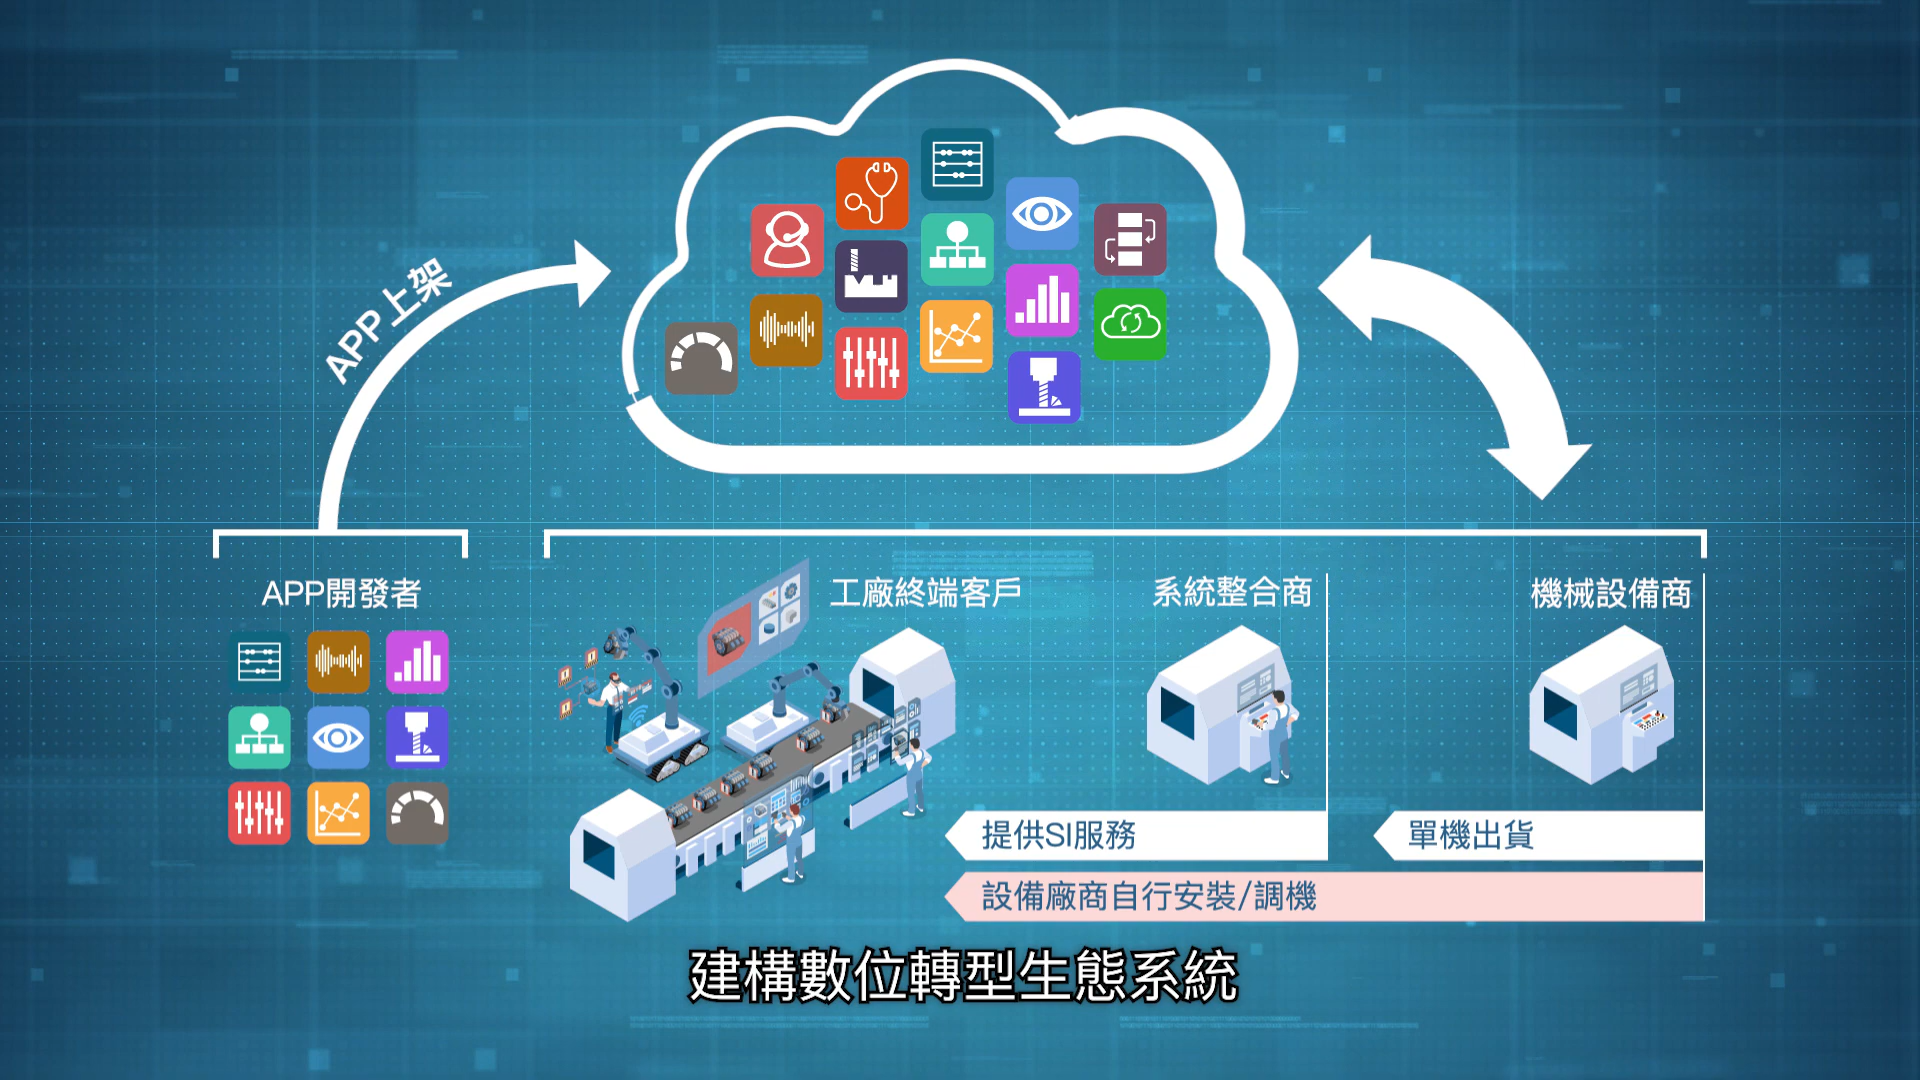 APP上架
APP開發者
工廠終端客戶
系統整合商
機械設備商
提供SI服務
單機出貨
設備廠商自行安裝/調機
建構數位轉型生態系統